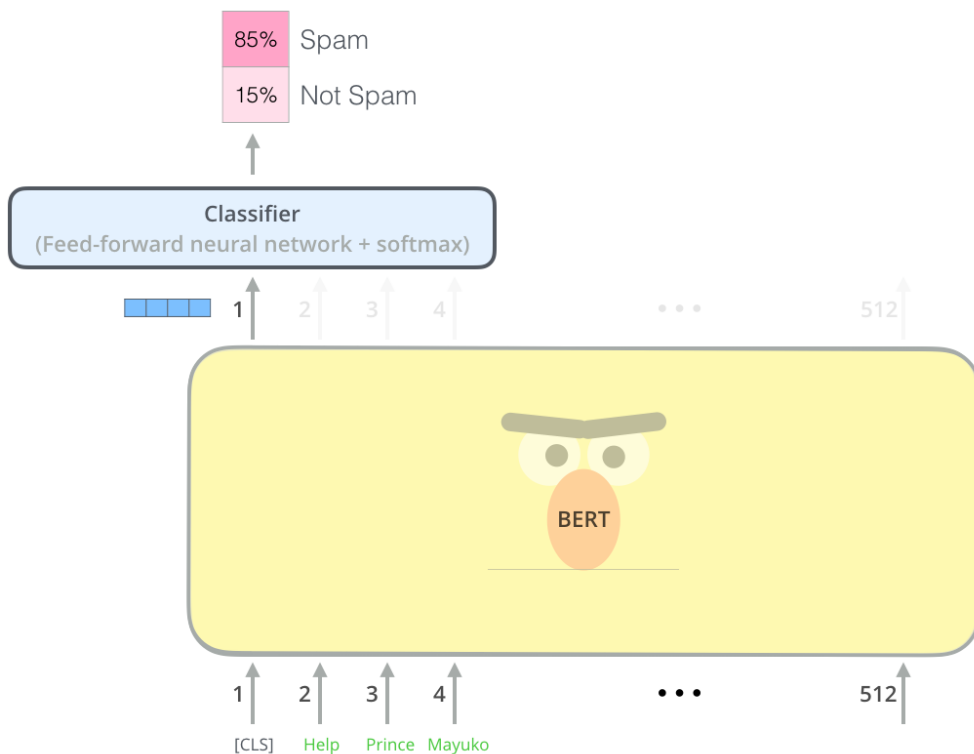 85% Spam
15% Not Spam
Classifier
(Feed-forward neural network + softmax)
1 2 3 4 ••• 512
BERT
1 2 3 4 ••• 512
[CLS] Help Prince Mayuko